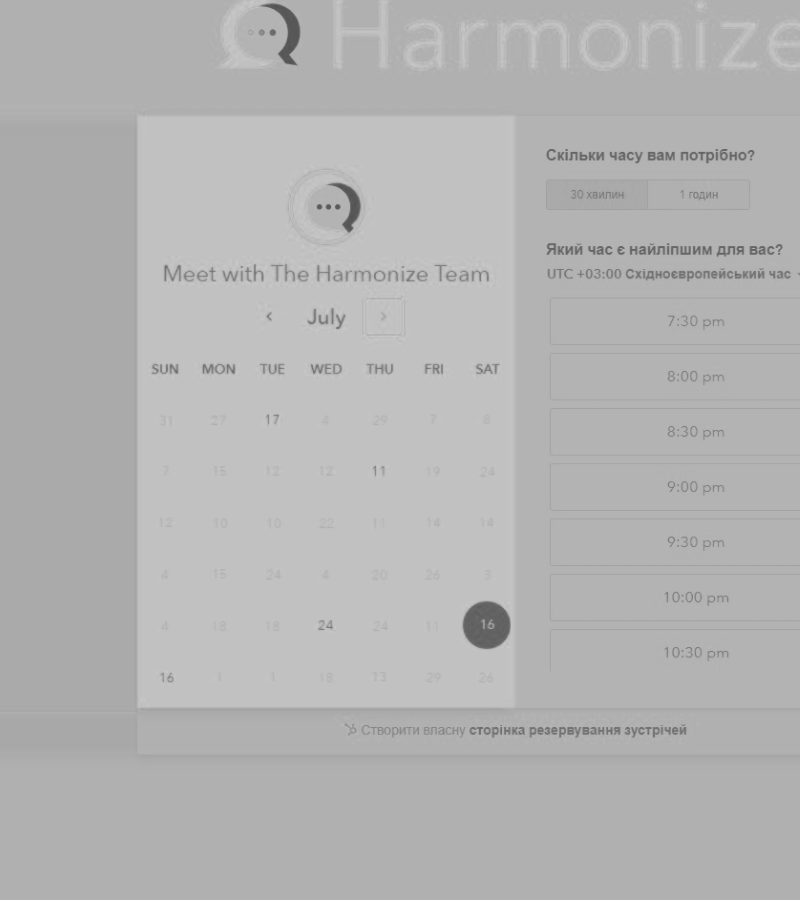 Harmonize
Meet with The Harmonize Team
‹ July ›
SUN MON TUE WED THU FRI SAT
31 27 17 4 29 7 8
7 15 12 12 11 19 24
12 10 10 22 11 14 14
4 15 24 4 20 26 3
4 18 18 24 24 11 16
16 1 1 18 13 29 26
Скільки часу вам потрібно?
30 хвилин 1 годин
Який час є найліпшим для вас?
UTC +03:00 Східноєвропейський час
7:30 pm
8:00 pm
8:30 pm
9:00 pm
9:30 pm
10:00 pm
10:30 pm
Створити власну сторінка резервування зустрічей